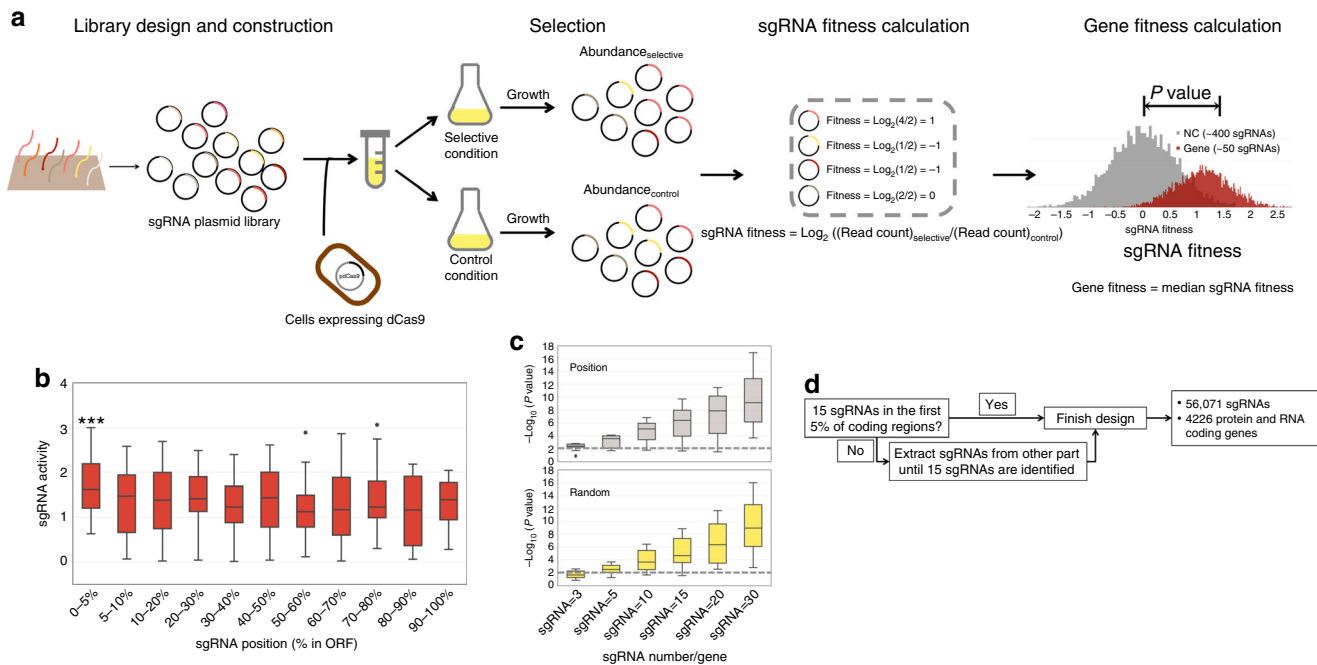 a
Library design and construction
Selection
sgRNA fitness calculation
Gene fitness calculation
sgRNA plasmid library
pdCas9
Cells expressing dCas9
Growth
Selective
condition
Growth
Control
condition
Abundance_selective
Abundance_control
Fitness = Log2(4/2) = 1
Fitness = Log2(1/2) = −1
Fitness = Log2(1/2) = −1
Fitness = Log2(2/2) = 0
sgRNA fitness = Log2 ((Read count)selective/(Read count)control)
P value
NC (~400 sgRNAs)
Gene (~50 sgRNAs)
−2 −1.5 −1 −0.5 0 0.5 1 1.5 2 2.5
sgRNA fitness
sgRNA fitness
Gene fitness = median sgRNA fitness
b
sgRNA activity
4
3
2
1
0
***
0–5% 5–10% 10–20% 20–30% 30–40% 40–50% 50–60% 60–70% 70–80% 80–90% 90–100%
sgRNA position (% in ORF)
c
Position
−Log10 (P value)
18
16
14
12
10
8
6
4
2
0
Random
−Log10 (P value)
18
16
14
12
10
8
6
4
2
0
sgRNA=3 sgRNA=5 sgRNA=10 sgRNA=15 sgRNA=20 sgRNA=30
sgRNA number/gene
d
15 sgRNAs in the first
5% of coding regions?
Yes
No
Extract sgRNAs from other part
until 15 sgRNAs are identified
Finish design
• 56,071 sgRNAs
• 4226 protein and RNA
coding genes